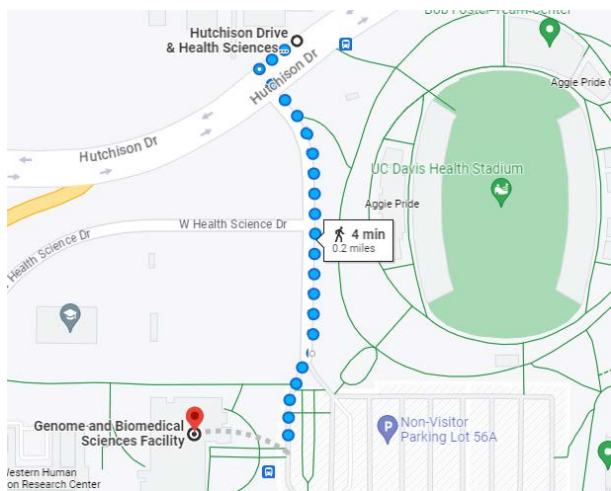 Bob Foster Team Center
Hutchison Drive
& Health Sciences...
Hutchison Dr
Aggie Pride
Hutchison Dr
UC Davis Health Stadium
Aggie Pride
W Health Science Dr
4 min
0.2 miles
Health Science Dr
Genome and Biomedical
Sciences Facility
P
Non-Visitor
Parking Lot 56A
Western Human
on Research Center